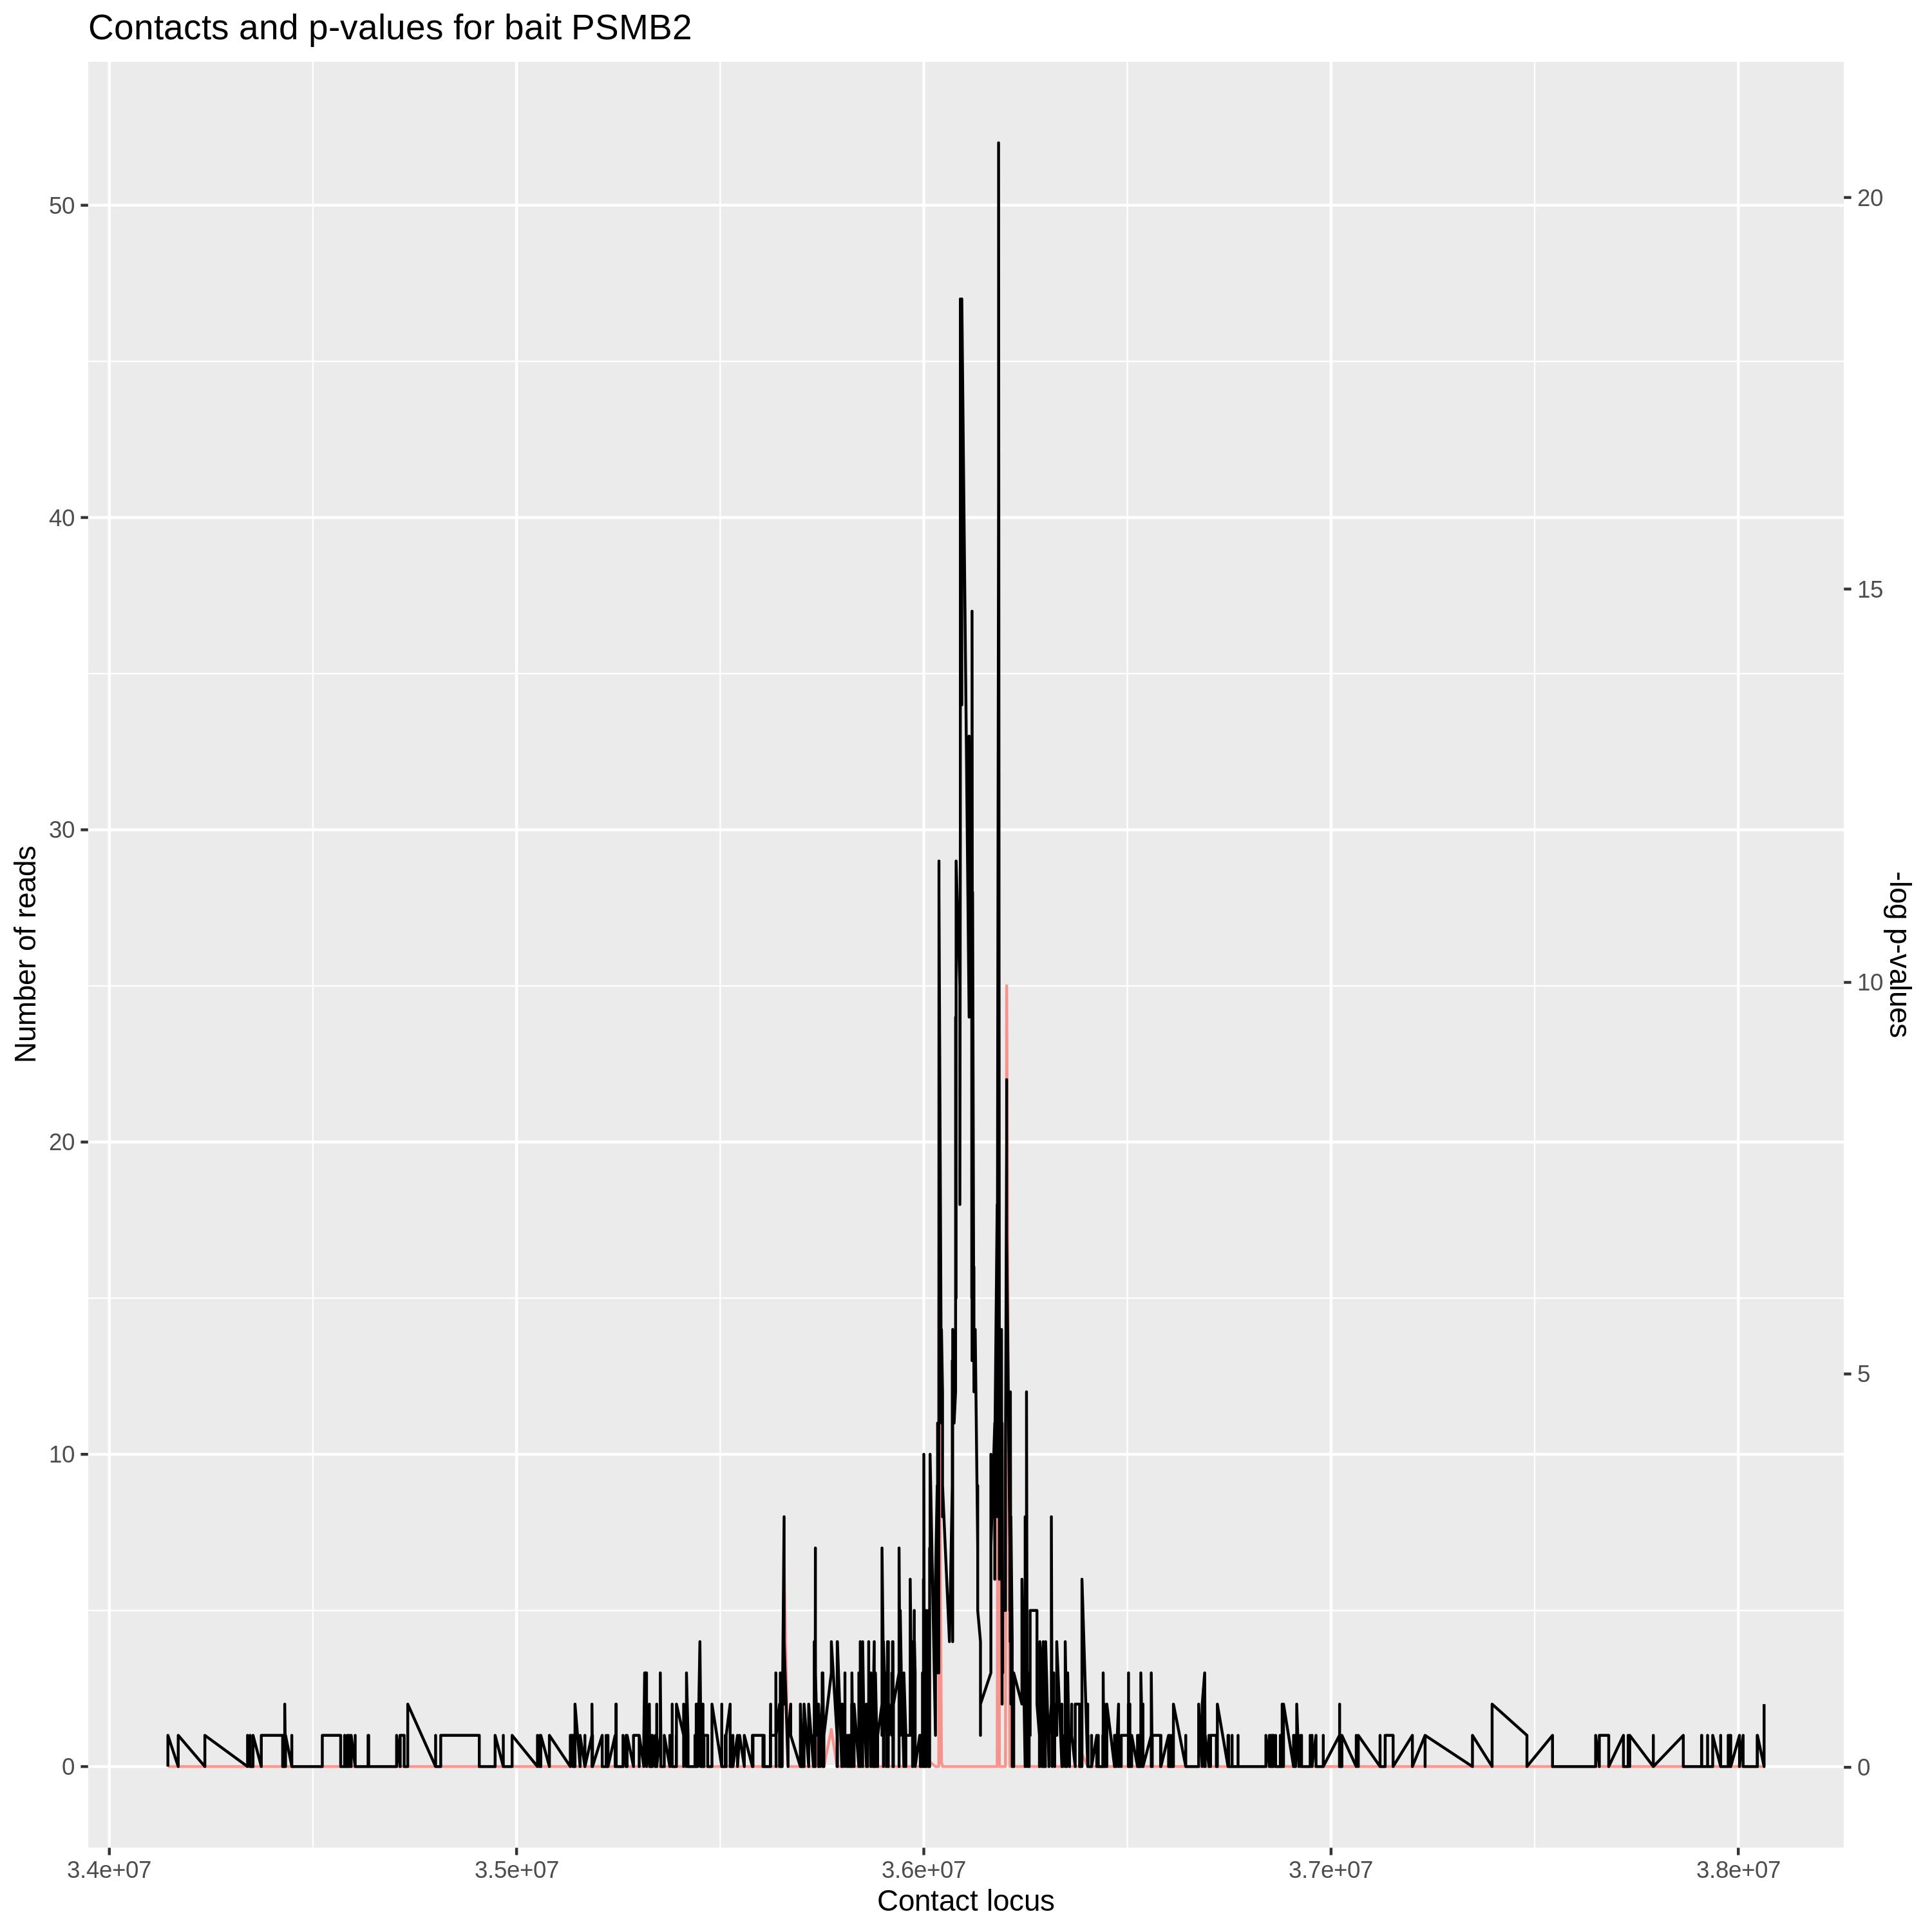 Contacts and p-values for bait PSMB2
Number of reads
50
40
30
20
10
0
20
15
10
5
0
-log p-values
3.4e+07 3.5e+07 3.6e+07 3.7e+07 3.8e+07
Contact locus